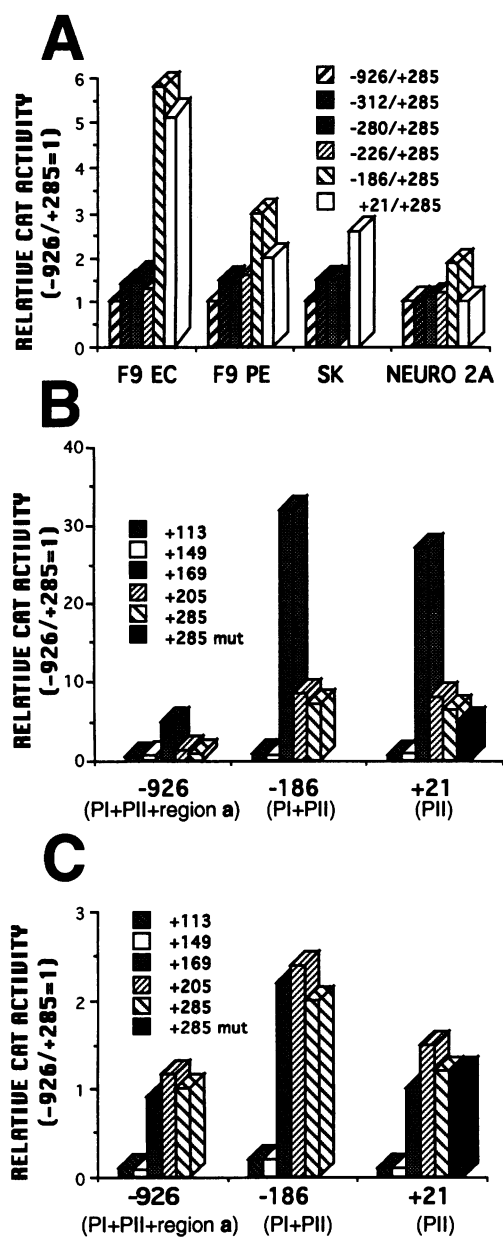 A
RELATIVE CAT ACTIVITY
(-926/+285=1)
6
5
4
3
2
1
0
-926/+285
-312/+285
-280/+285
-226/+285
-186/+285
+21/+285
F9 EC
F9 PE
SK
NEURO 2A
B
RELATIVE CAT ACTIVITY
(-926/+285=1)
40
30
20
10
0
+113
+149
+169
+205
+285
+285 mut
-926
(PI+PII+region a)
-186
(PI+PII)
+21
(PII)
C
RELATIVE CAT ACTIVITY
(-926/+285=1)
3
2
1
0
+113
+149
+169
+205
+285
+285 mut
-926
(PI+PII+region a)
-186
(PI+PII)
+21
(PII)